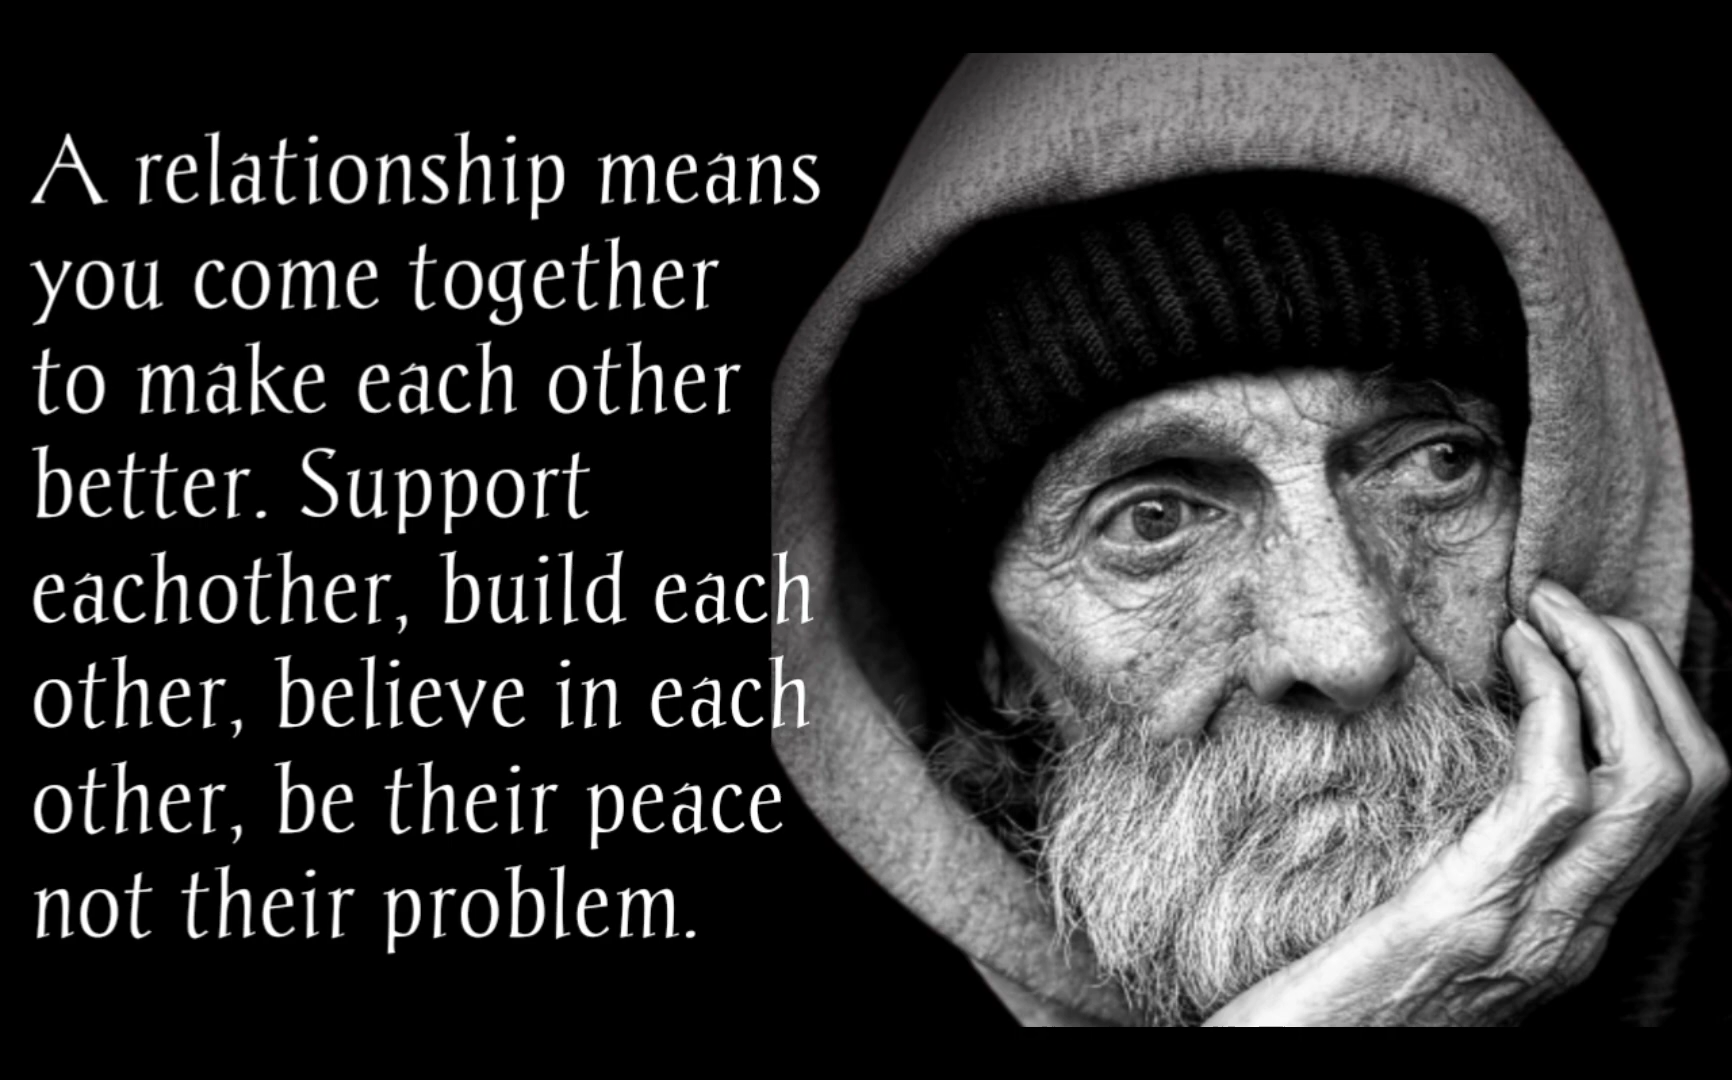 A relationship means
you come together
to make each other
better. Support
eachother, build each
other, believe in each
other, be their peace
not their problem.